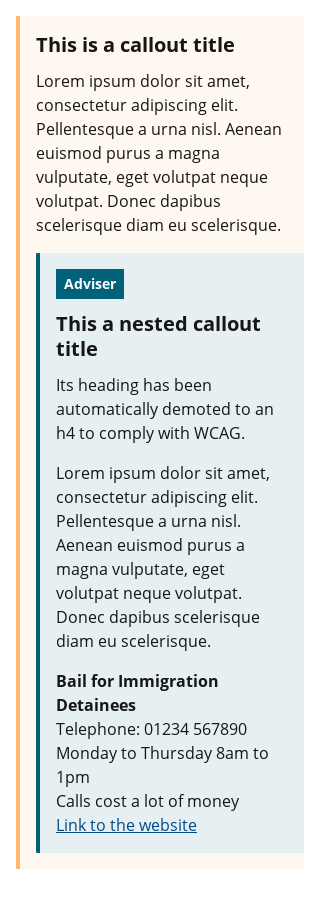 This is a callout title
Lorem ipsum dolor sit amet,
consectetur adipiscing elit.
Pellentesque a urna nisl. Aenean
euismod purus a magna
vulputate, eget volutpat neque
volutpat. Donec dapibus
scelerisque diam eu scelerisque.
Adviser
This a nested callout
title
Its heading has been
automatically demoted to an
h4 to comply with WCAG.
Lorem ipsum dolor sit amet,
consectetur adipiscing elit.
Pellentesque a urna nisl.
Aenean euismod purus a
magna vulputate, eget
volutpat neque volutpat.
Donec dapibus scelerisque
diam eu scelerisque.
Bail for Immigration
Detainees
Telephone: 01234 567890
Monday to Thursday 8am to
1pm
Calls cost a lot of money
Link to the website